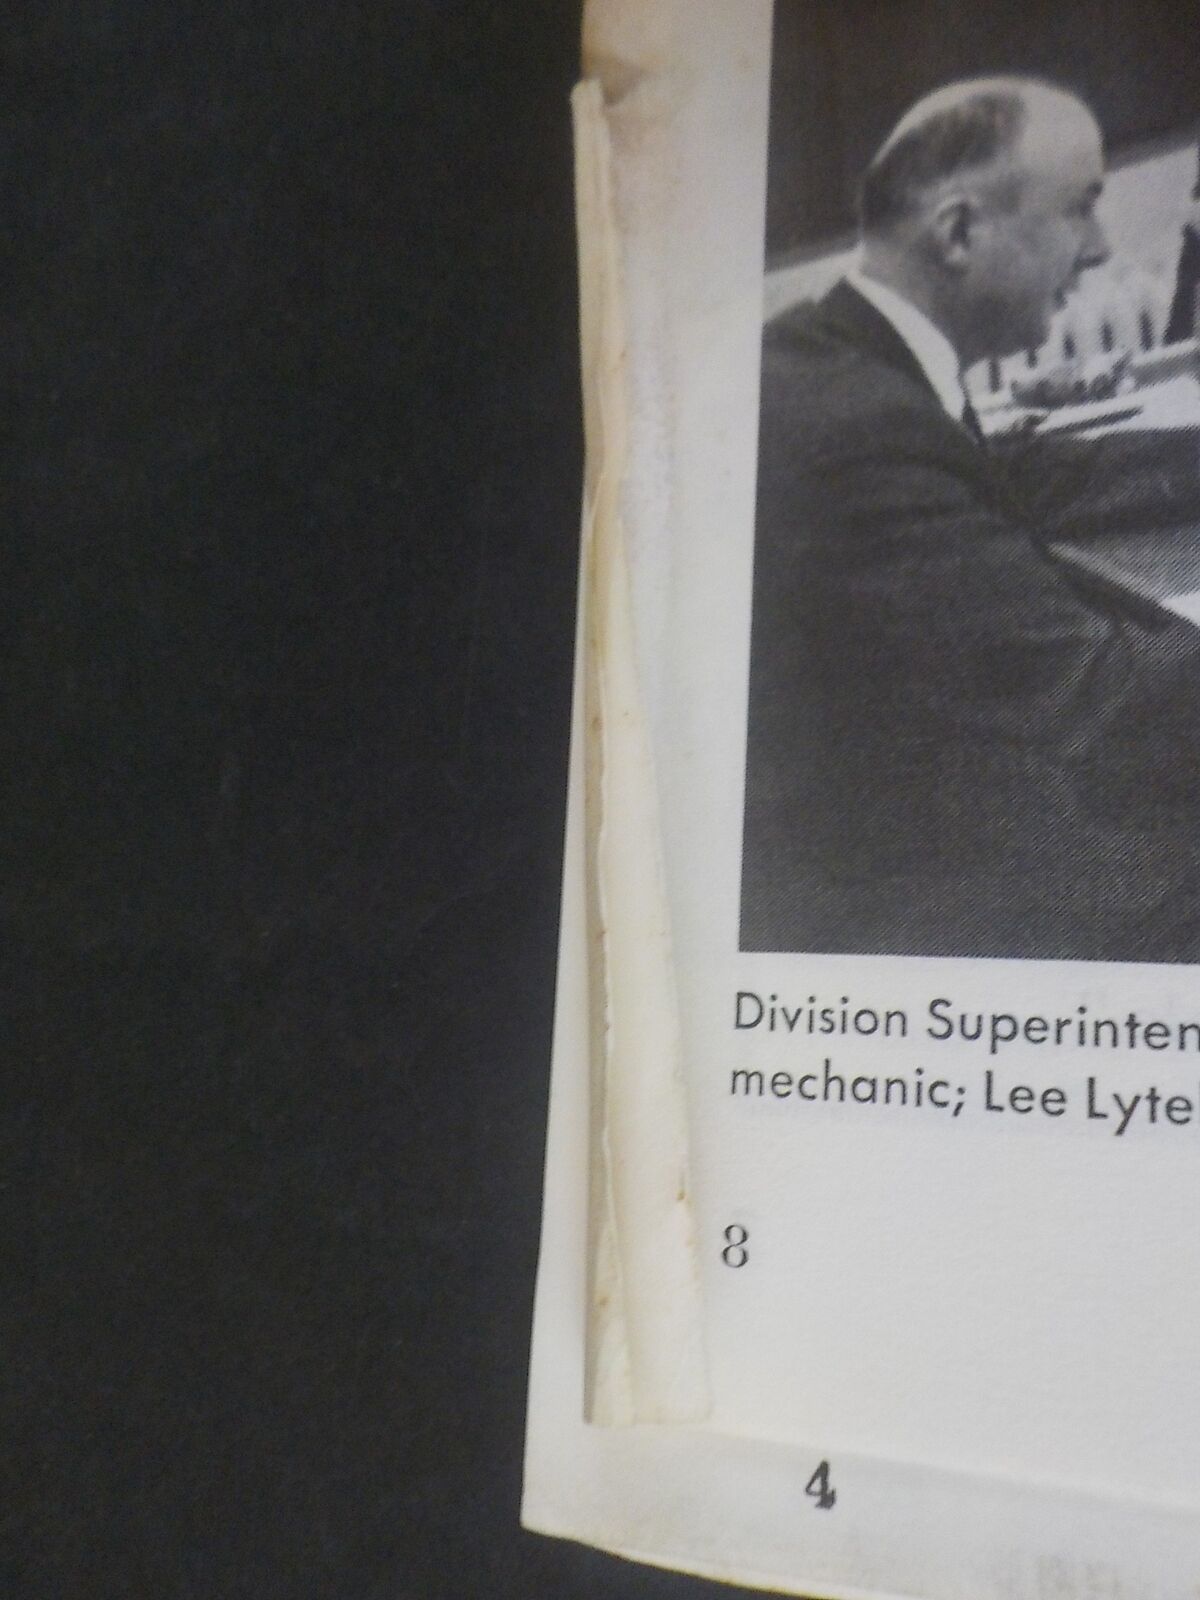 Division Superinten
mechanic; Lee Lyte
8
4